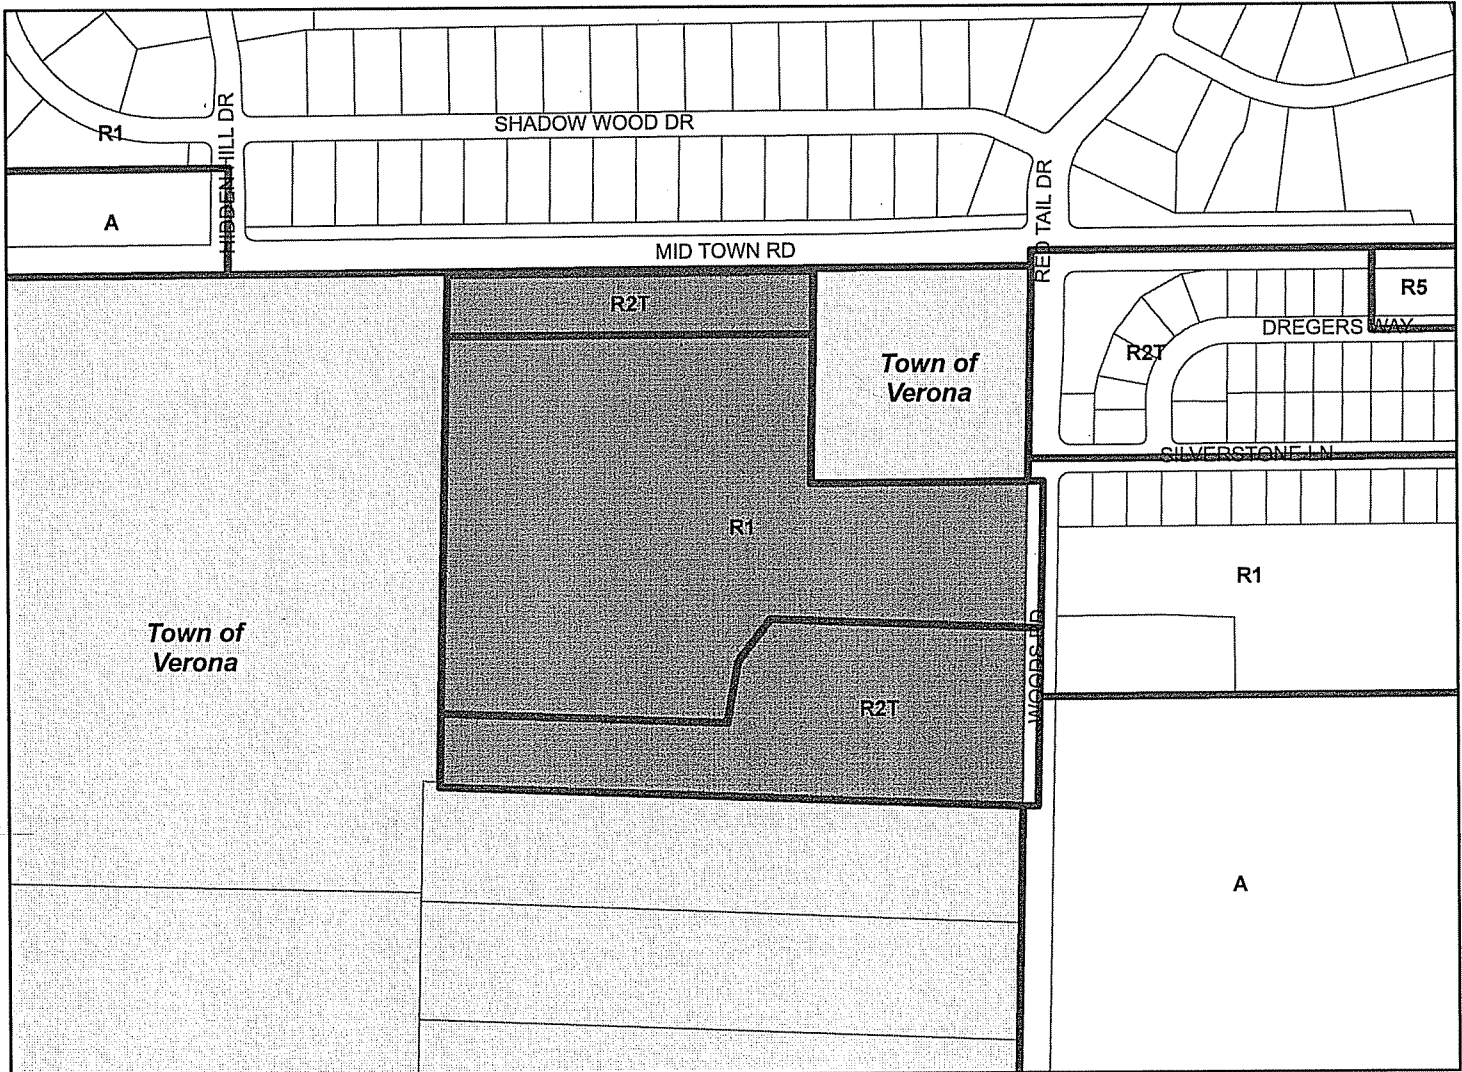 SHADOW WOOD DR
R1
HIDDEN HILL DR
A
RED TAIL DR
MID TOWN RD
R2T
R5
DREGERS WAY
R2T
Town of
Verona
SILVERSTONE LN
R1
R1
Town of
Verona
WOODS RD
R2T
A